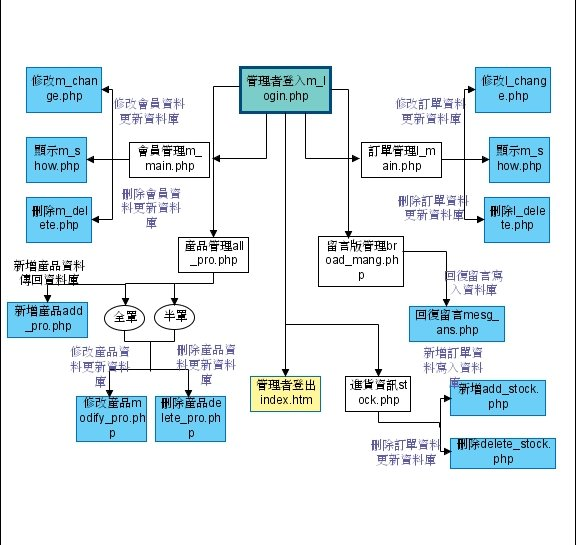 管理者登入m_l
ogin.php
修改m_chan
ge.php
修改會員資料
更新資料庫
顯示m_s
how.php
會員管理m_
main.php
刪除m_de
lete.php
刪除會員資
料更新資料
庫
修改l_chang
e.php
修改訂單資料
更新資料庫
訂單管理l_m
ain.php
顯示m_s
how.php
刪除訂單資料
更新資料庫
刪除l_dele
te.php
產品管理all
_pro.php
新增產品資料
傳回資料庫
新增產品add
_pro.php
全罩
半罩
修改產品資
料更新資料
庫
刪除產品資
料更新資料
庫
修改產品m
odify_pro.ph
p
刪除產品de
lete_pro.ph
p
留言版管理br
oad_mang.ph
p
回復留言寫
入資料庫
回復留言mesg_
ans.php
管理者登出
index.htm
進貨資訊st
ock.php
新增訂單資
料寫入資料
庫
新增add_stock.
php
刪除訂單資料
更新資料庫
刪除delete_stock.
php